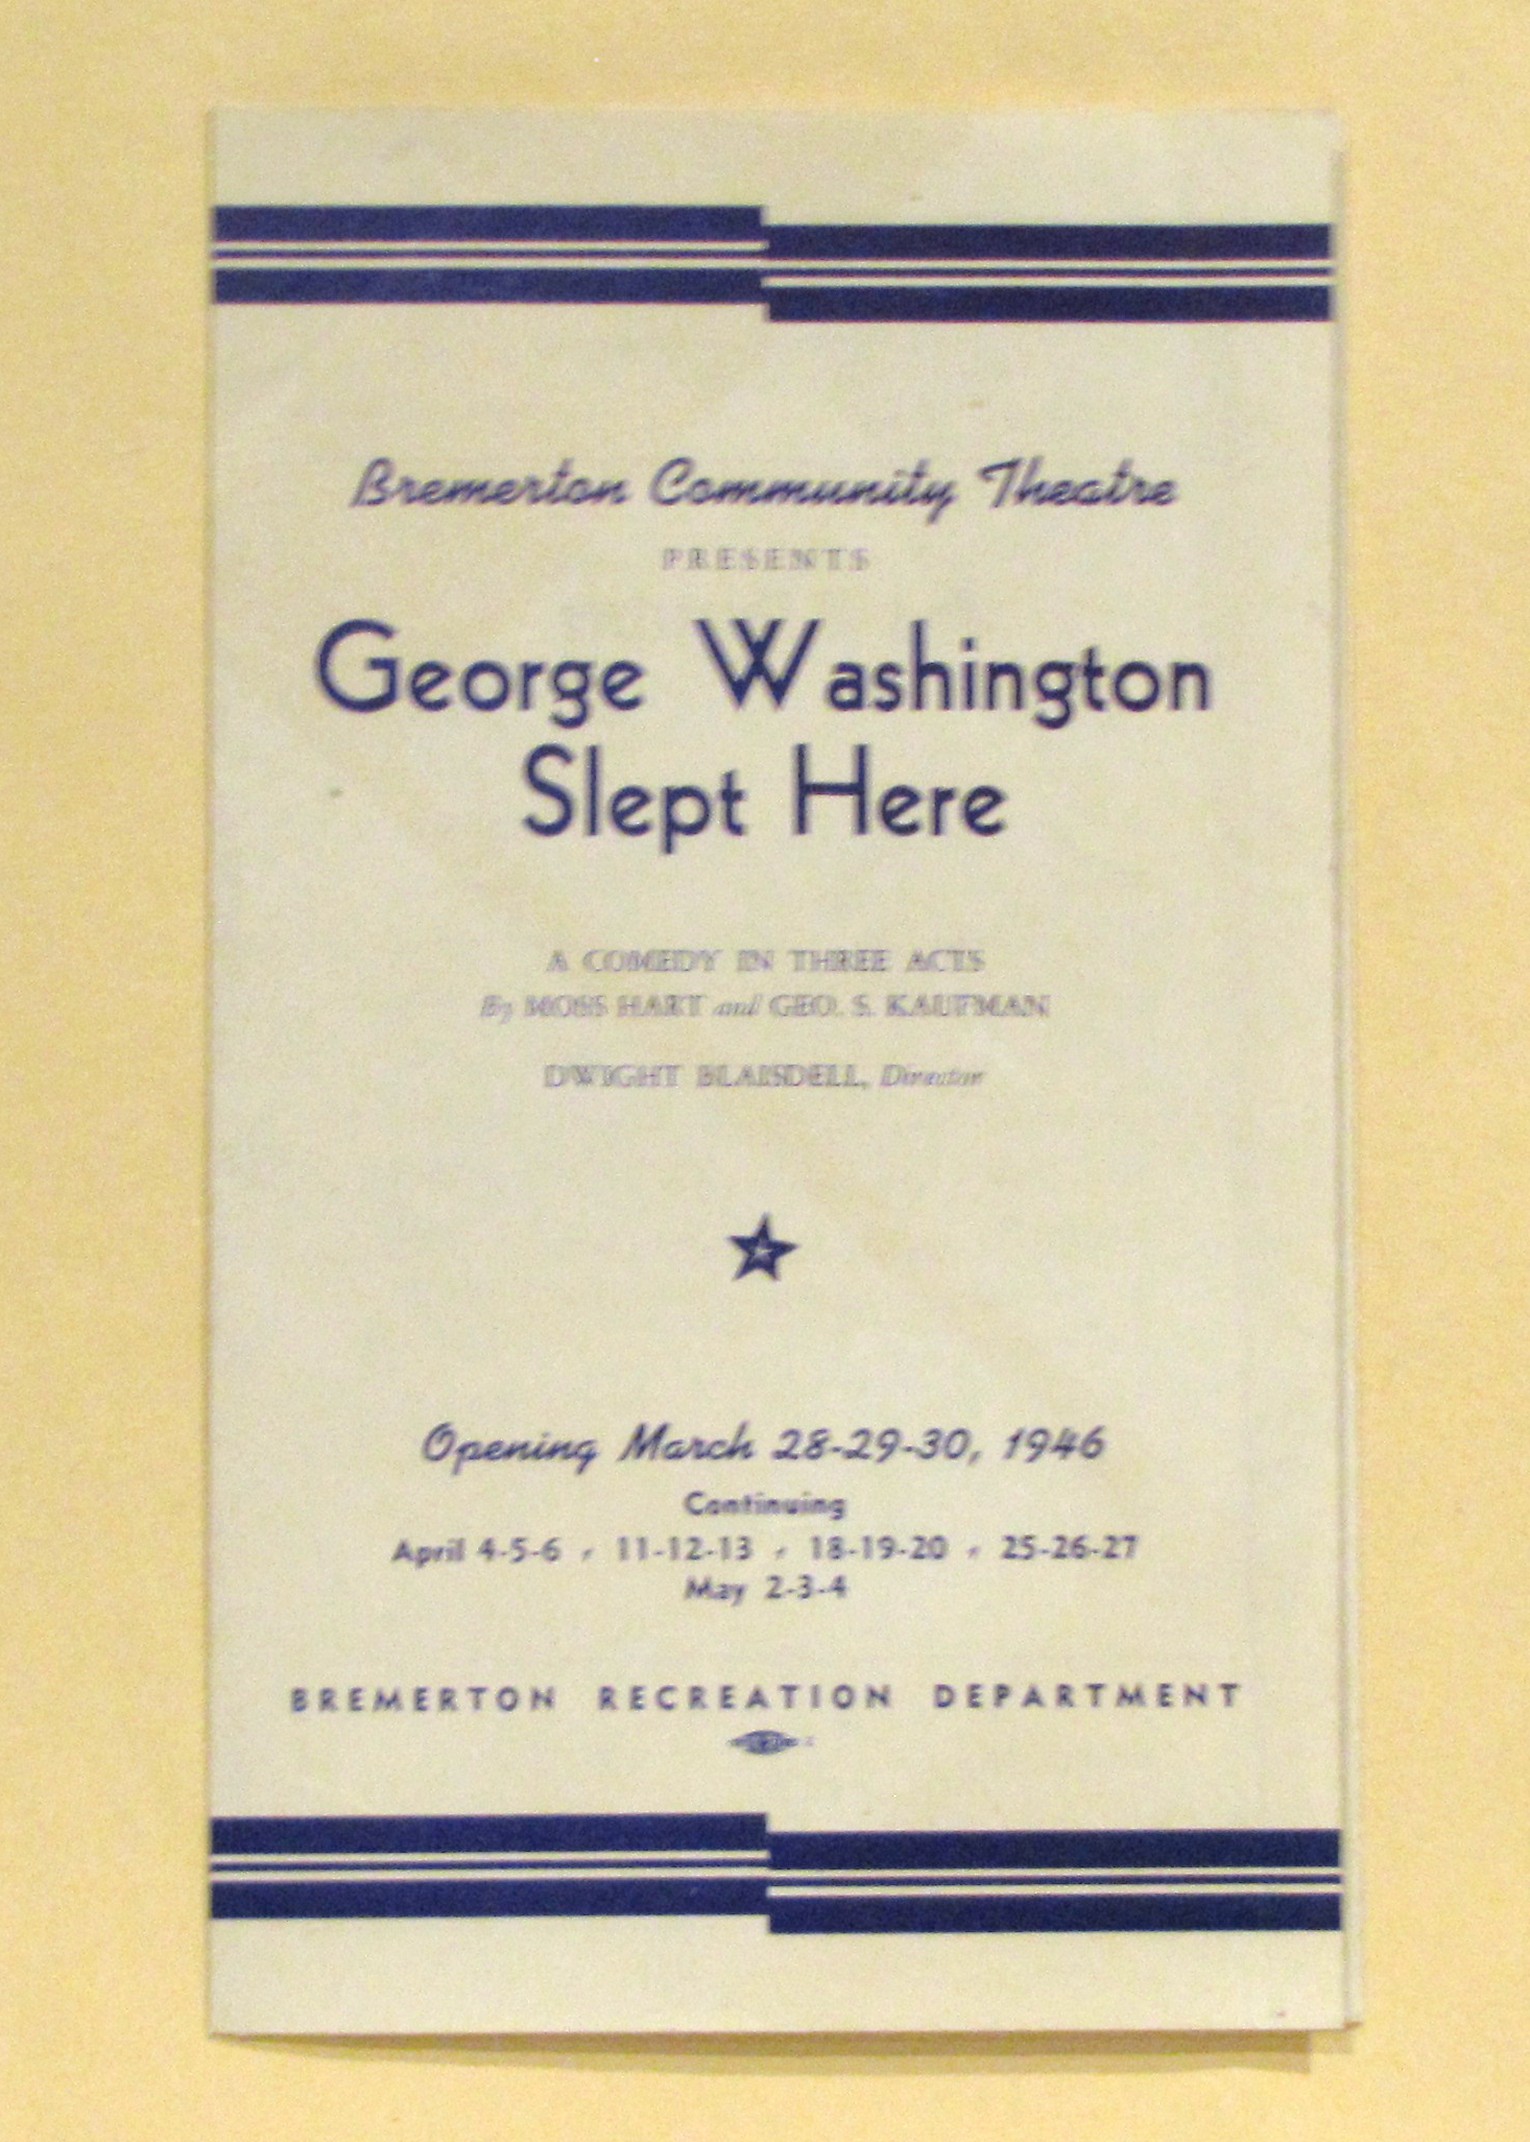 Bremerton Community Theatre
PRESENTS
George Washington
Slept Here
A COMEDY IN THREE ACTS
By MOSS HART and GEO. S. KAUFMAN
DWIGHT BLAISDELL, Director
Opening March 28-29-30, 1946
Continuing
April 4-5-6 , 11-12-13 , 18-19-20 , 25-26-27
May 2-3-4
BREMERTON RECREATION DEPARTMENT